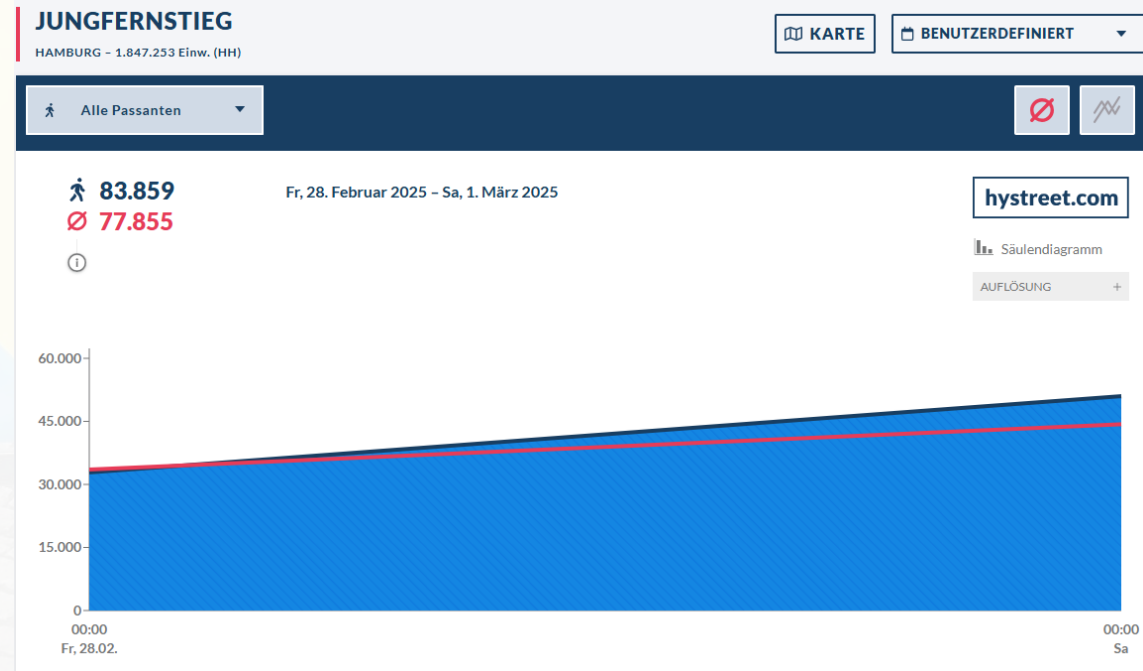 JUNGFERNSTIEG
HAMBURG – 1.847.253 Einw. (HH)
KARTE
BENUTZERDEFINIERT
Alle Passanten
83.859
Ø 77.855
Fr, 28. Februar 2025 – Sa, 1. März 2025
hystreet.com
Säulendiagramm
AUFLÖSUNG +
60.000
45.000
30.000
15.000
0
00:00
Fr, 28.02.
00:00
Sa